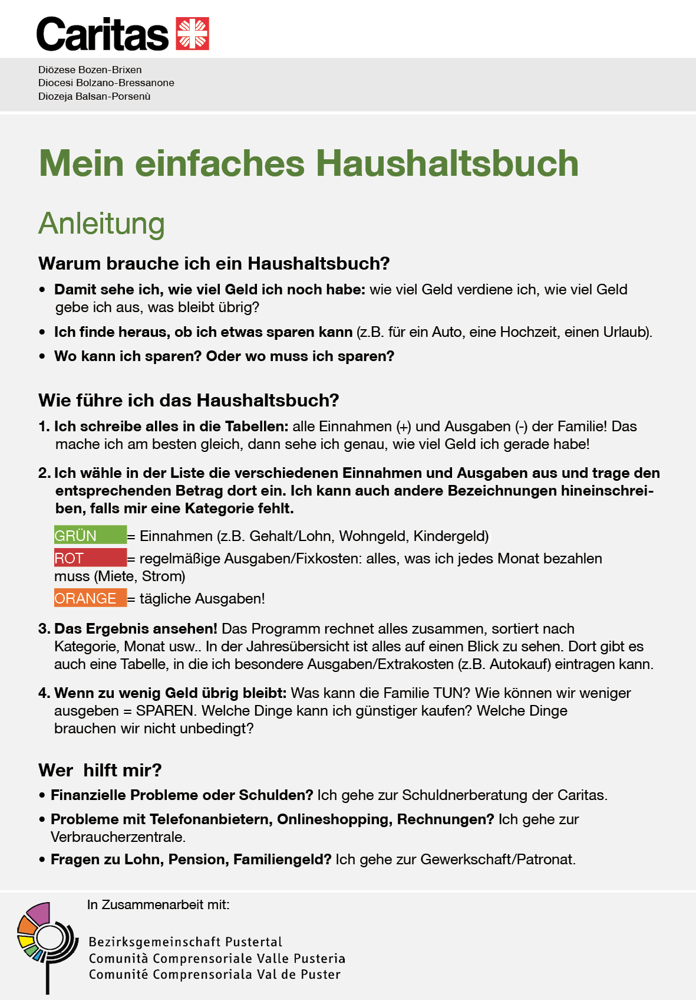 Caritas
Diözese Bozen-Brixen
Diocesi Bolzano-Bressanone
Diozeja Balsan-Porsenù
Mein einfaches Haushaltsbuch
Anleitung
Warum brauche ich ein Haushaltsbuch?
• Damit sehe ich, wie viel Geld ich noch habe: wie viel Geld verdiene ich, wie viel Geld
gebe ich aus, was bleibt übrig?
• Ich finde heraus, ob ich etwas sparen kann (z.B. für ein Auto, eine Hochzeit, einen Urlaub).
• Wo kann ich sparen? Oder wo muss ich sparen?
Wie führe ich das Haushaltsbuch?
1. Ich schreibe alles in die Tabellen: alle Einnahmen (+) und Ausgaben (-) der Familie! Das
mache ich am besten gleich, dann sehe ich genau, wie viel Geld ich gerade habe!
2. Ich wähle in der Liste die verschiedenen Einnahmen und Ausgaben aus und trage den
entsprechenden Betrag dort ein. Ich kann auch andere Bezeichnungen hineinschrei-
ben, falls mir eine Kategorie fehlt.
GRÜN = Einnahmen (z.B. Gehalt/Lohn, Wohngeld, Kindergeld)
ROT = regelmäßige Ausgaben/Fixkosten: alles, was ich jedes Monat bezahlen
muss (Miete, Strom)
ORANGE = tägliche Ausgaben!
3. Das Ergebnis ansehen! Das Programm rechnet alles zusammen, sortiert nach
Kategorie, Monat usw.. In der Jahresübersicht ist alles auf einen Blick zu sehen. Dort gibt es
auch eine Tabelle, in die ich besondere Ausgaben/Extrakosten (z.B. Autokauf) eintragen kann.
4. Wenn zu wenig Geld übrig bleibt: Was kann die Familie TUN? Wie können wir weniger
ausgeben = SPAREN. Welche Dinge kann ich günstiger kaufen? Welche Dinge
brauchen wir nicht unbedingt?
Wer hilft mir?
• Finanzielle Probleme oder Schulden? Ich gehe zur Schuldnerberatung der Caritas.
• Probleme mit Telefonanbietern, Onlineshopping, Rechnungen? Ich gehe zur
Verbraucherzentrale.
• Fragen zu Lohn, Pension, Familiengeld? Ich gehe zur Gewerkschaft/Patronat.
In Zusammenarbeit mit:
Bezirksgemeinschaft Pustertal
Comunità Comprensoriale Valle Pusteria
Comunité Comprensoriala Val de Puster